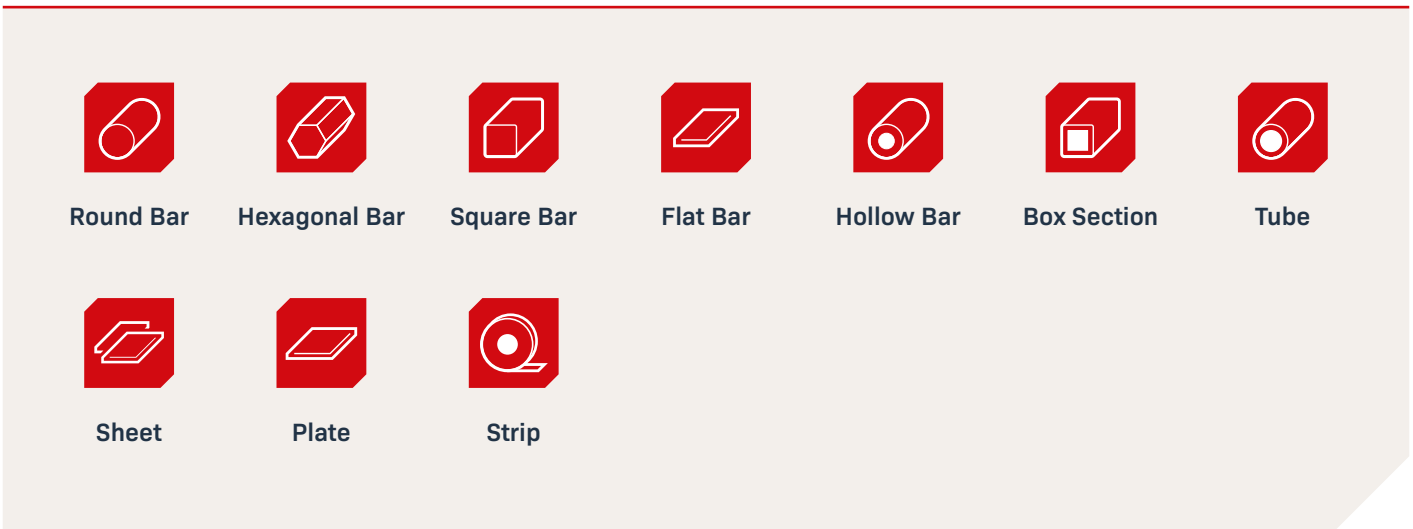 Round Bar
Hexagonal Bar
Square Bar
Flat Bar
Hollow Bar
Box Section
Tube
Sheet
Plate
Strip